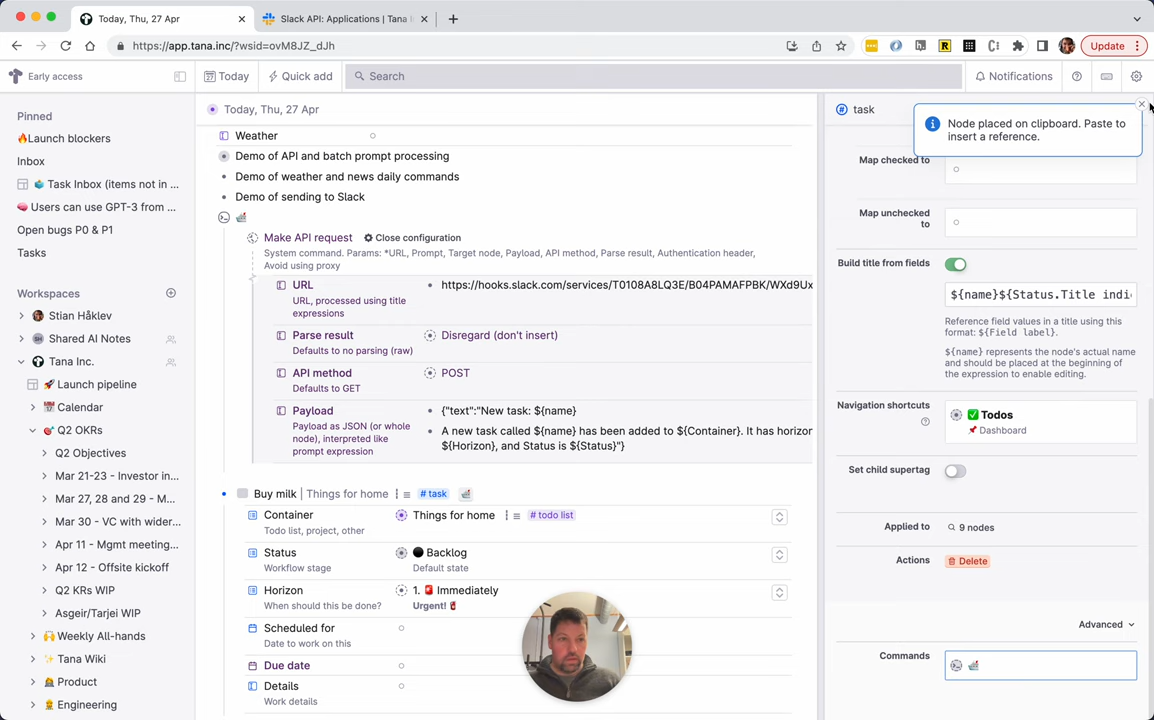 Today, Thu, 27 Apr
Slack API: Applications | Tana I
https://app.tana.inc/?wsid=ovM8JZ_dJh
Update
Early access
Today
Quick add
Search
Notifications
Pinned
🔥Launch blockers
Inbox
Task Inbox (items not in ...
🧠Users can use GPT-3 from ...
Open bugs P0 & P1
Tasks
Workspaces
Stian Håklev
Shared AI Notes
Tana Inc.
🚀 Launch pipeline
📅 Calendar
🎯 Q2 OKRs
Q2 Objectives
Mar 21-23 - Investor in...
Mar 27, 28 and 29 - M...
Mar 30 - VC with wider...
Apr 11 - Mgmt meeting...
Apr 12 - Offsite kickoff
Q2 KRs WIP
Asgeir/Tarjei WIP
🙌 Weekly All-hands
✨ Tana Wiki
Product
Engineering
Today, Thu, 27 Apr
Weather
Demo of API and batch prompt processing
Demo of weather and news daily commands
Demo of sending to Slack
Make API request
Close configuration
System command. Params: *URL, Prompt, Target node, Payload, API method, Parse result, Authentication header,
Avoid using proxy
URL
URL, processed using title
expressions
https://hooks.slack.com/services/T0108A8LQ3E/B04PAMAFPBK/WXd9Ux
Parse result
Defaults to no parsing (raw)
Disregard (don't insert)
API method
Defaults to GET
POST
Payload
Payload as JSON (or whole
node), interpreted like
prompt expression
{"text":"New task: ${name}
A new task called ${name} has been added to ${Container}. It has horizor
${Horizon}, and Status is ${Status}"}
Buy milk | Things for home
# task
Container
Todo list, project, other
Things for home
# todo list
Status
Workflow stage
Backlog
Default state
Horizon
When should this be done?
1. 🚨 Immediately
Urgent!
Scheduled for
Date to work on this
Due date
Details
Work details
# task
Node placed on clipboard. Paste to
insert a reference.
Map checked to
Map unchecked
to
Build title from fields
${name}${Status.Title indi
Reference field values in a title using this
format: ${Field label}.
${name} represents the node's actual name
and should be placed at the beginning of
the expression to enable editing.
Navigation shortcuts
✅ Todos
📌 Dashboard
Set child supertag
Applied to
9 nodes
Actions
Delete
Advanced
Commands